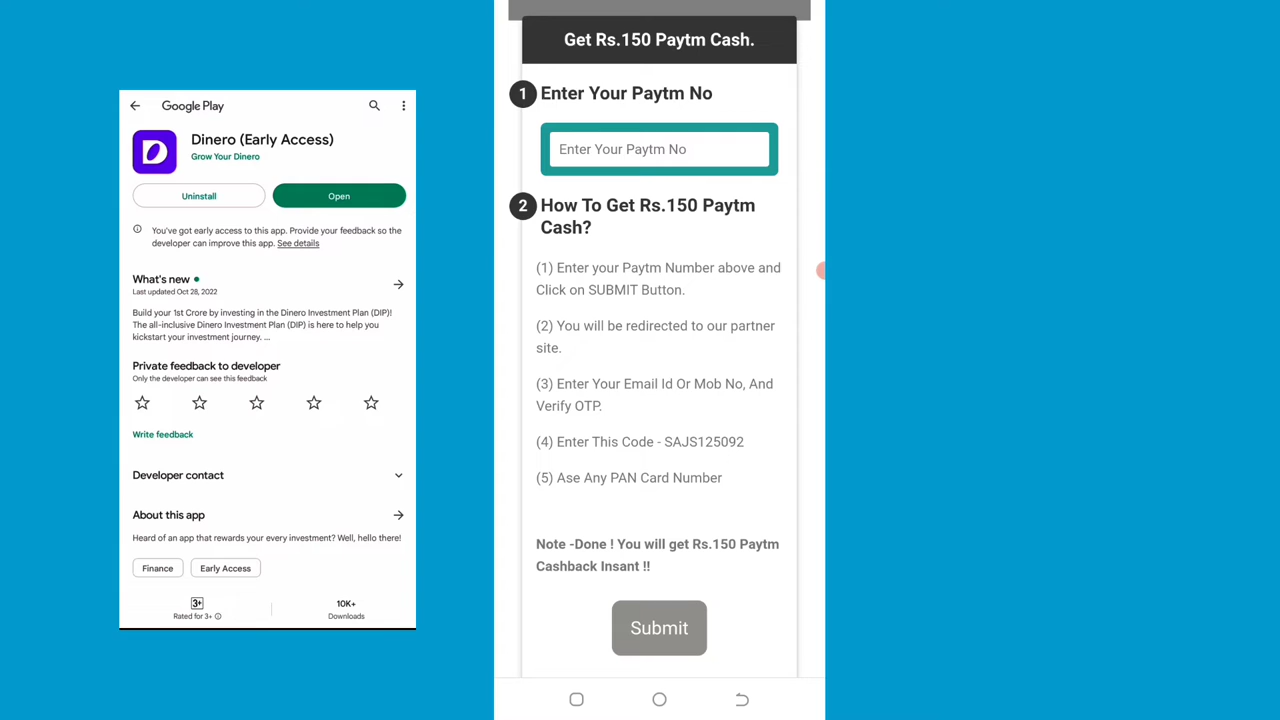 Google Play
Dinero (Early Access)
Grow Your Dinero
Uninstall
Open
You've got early access to this app. Provide your feedback so the
developer can improve this app. See details
What's new
Last updated Oct 28, 2022
Build your 1st Crore by investing in the Dinero Investment Plan (DIP)!
The all-inclusive Dinero Investment Plan (DIP) is here to help you
kickstart your investment journey. ...
Private feedback to developer
Only the developer can see this feedback
Write feedback
Developer contact
About this app
Heard of an app that rewards your every investment? Well, hello there!
Finance
Early Access
3+
Rated for 3+
10K+
Downloads
Get Rs.150 Paytm Cash.
1 Enter Your Paytm No
Enter Your Paytm No
2 How To Get Rs.150 Paytm
Cash?
(1) Enter your Paytm Number above and
Click on SUBMIT Button.
(2) You will be redirected to our partner
site.
(3) Enter Your Email Id Or Mob No, And
Verify OTP.
(4) Enter This Code - SAJS125092
(5) Ase Any PAN Card Number
Note -Done ! You will get Rs.150 Paytm
Cashback Insant !!
Submit